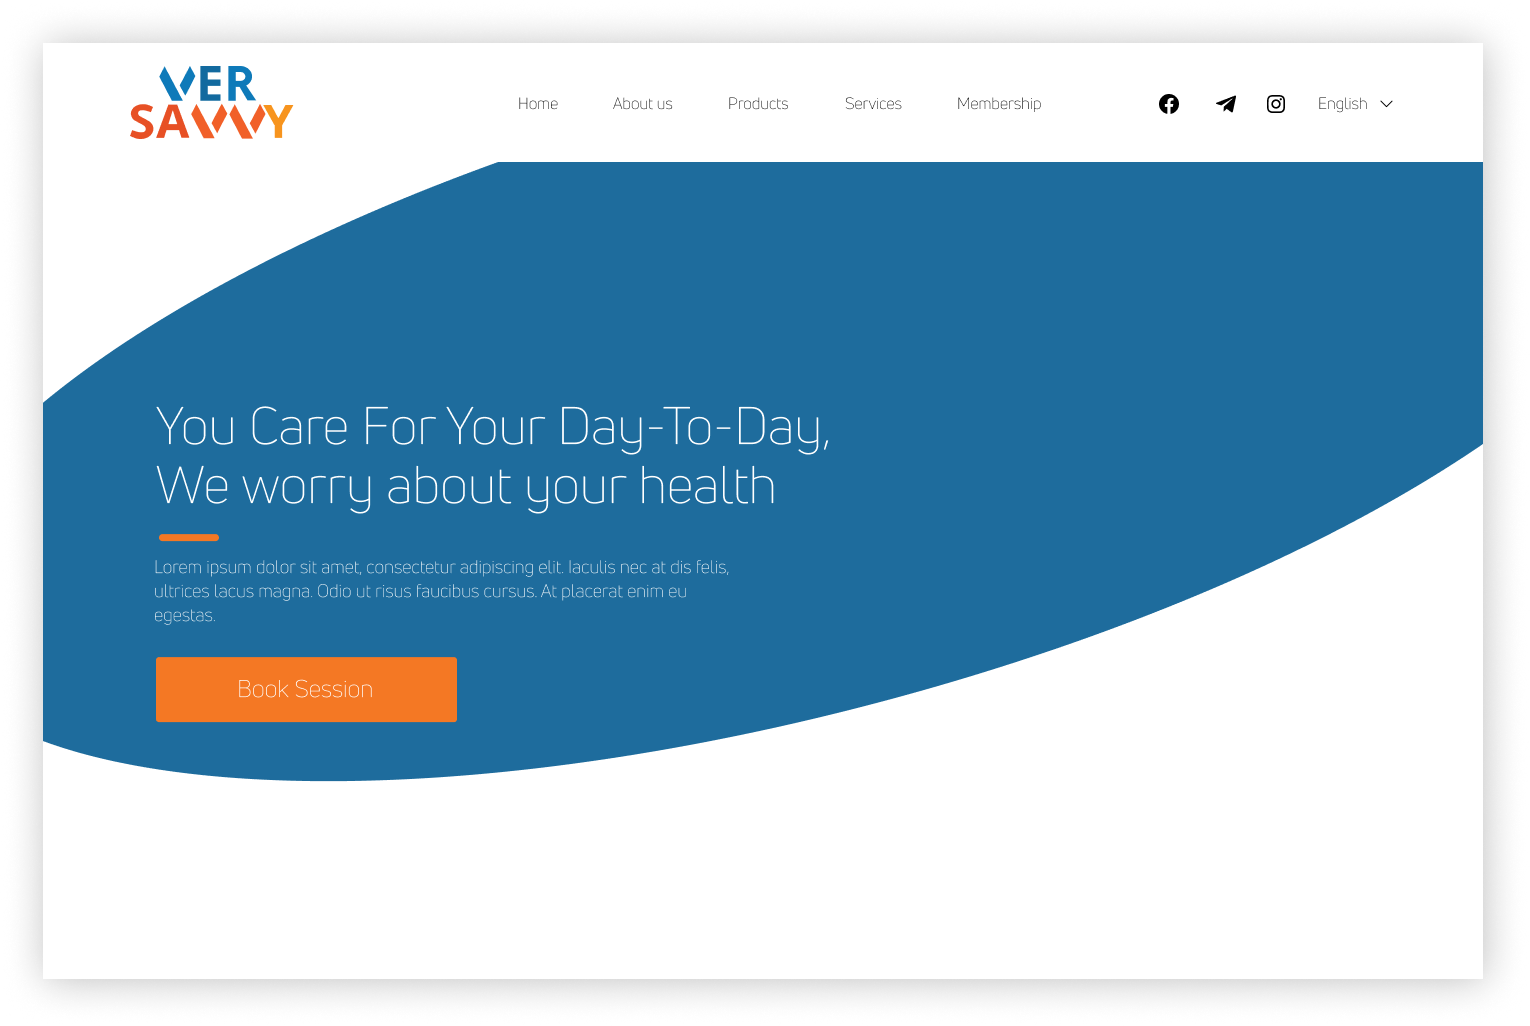 VER
SAVVY
Home About us Products Services Membership English
You Care For Your Day-To-Day,
We worry about your health
Lorem ipsum dolor sit amet, consectetur adipiscing elit. Iaculis nec at dis felis,
ultrices lacus magna. Odio ut risus faucibus cursus. At placerat enim eu
egestas.
Book Session